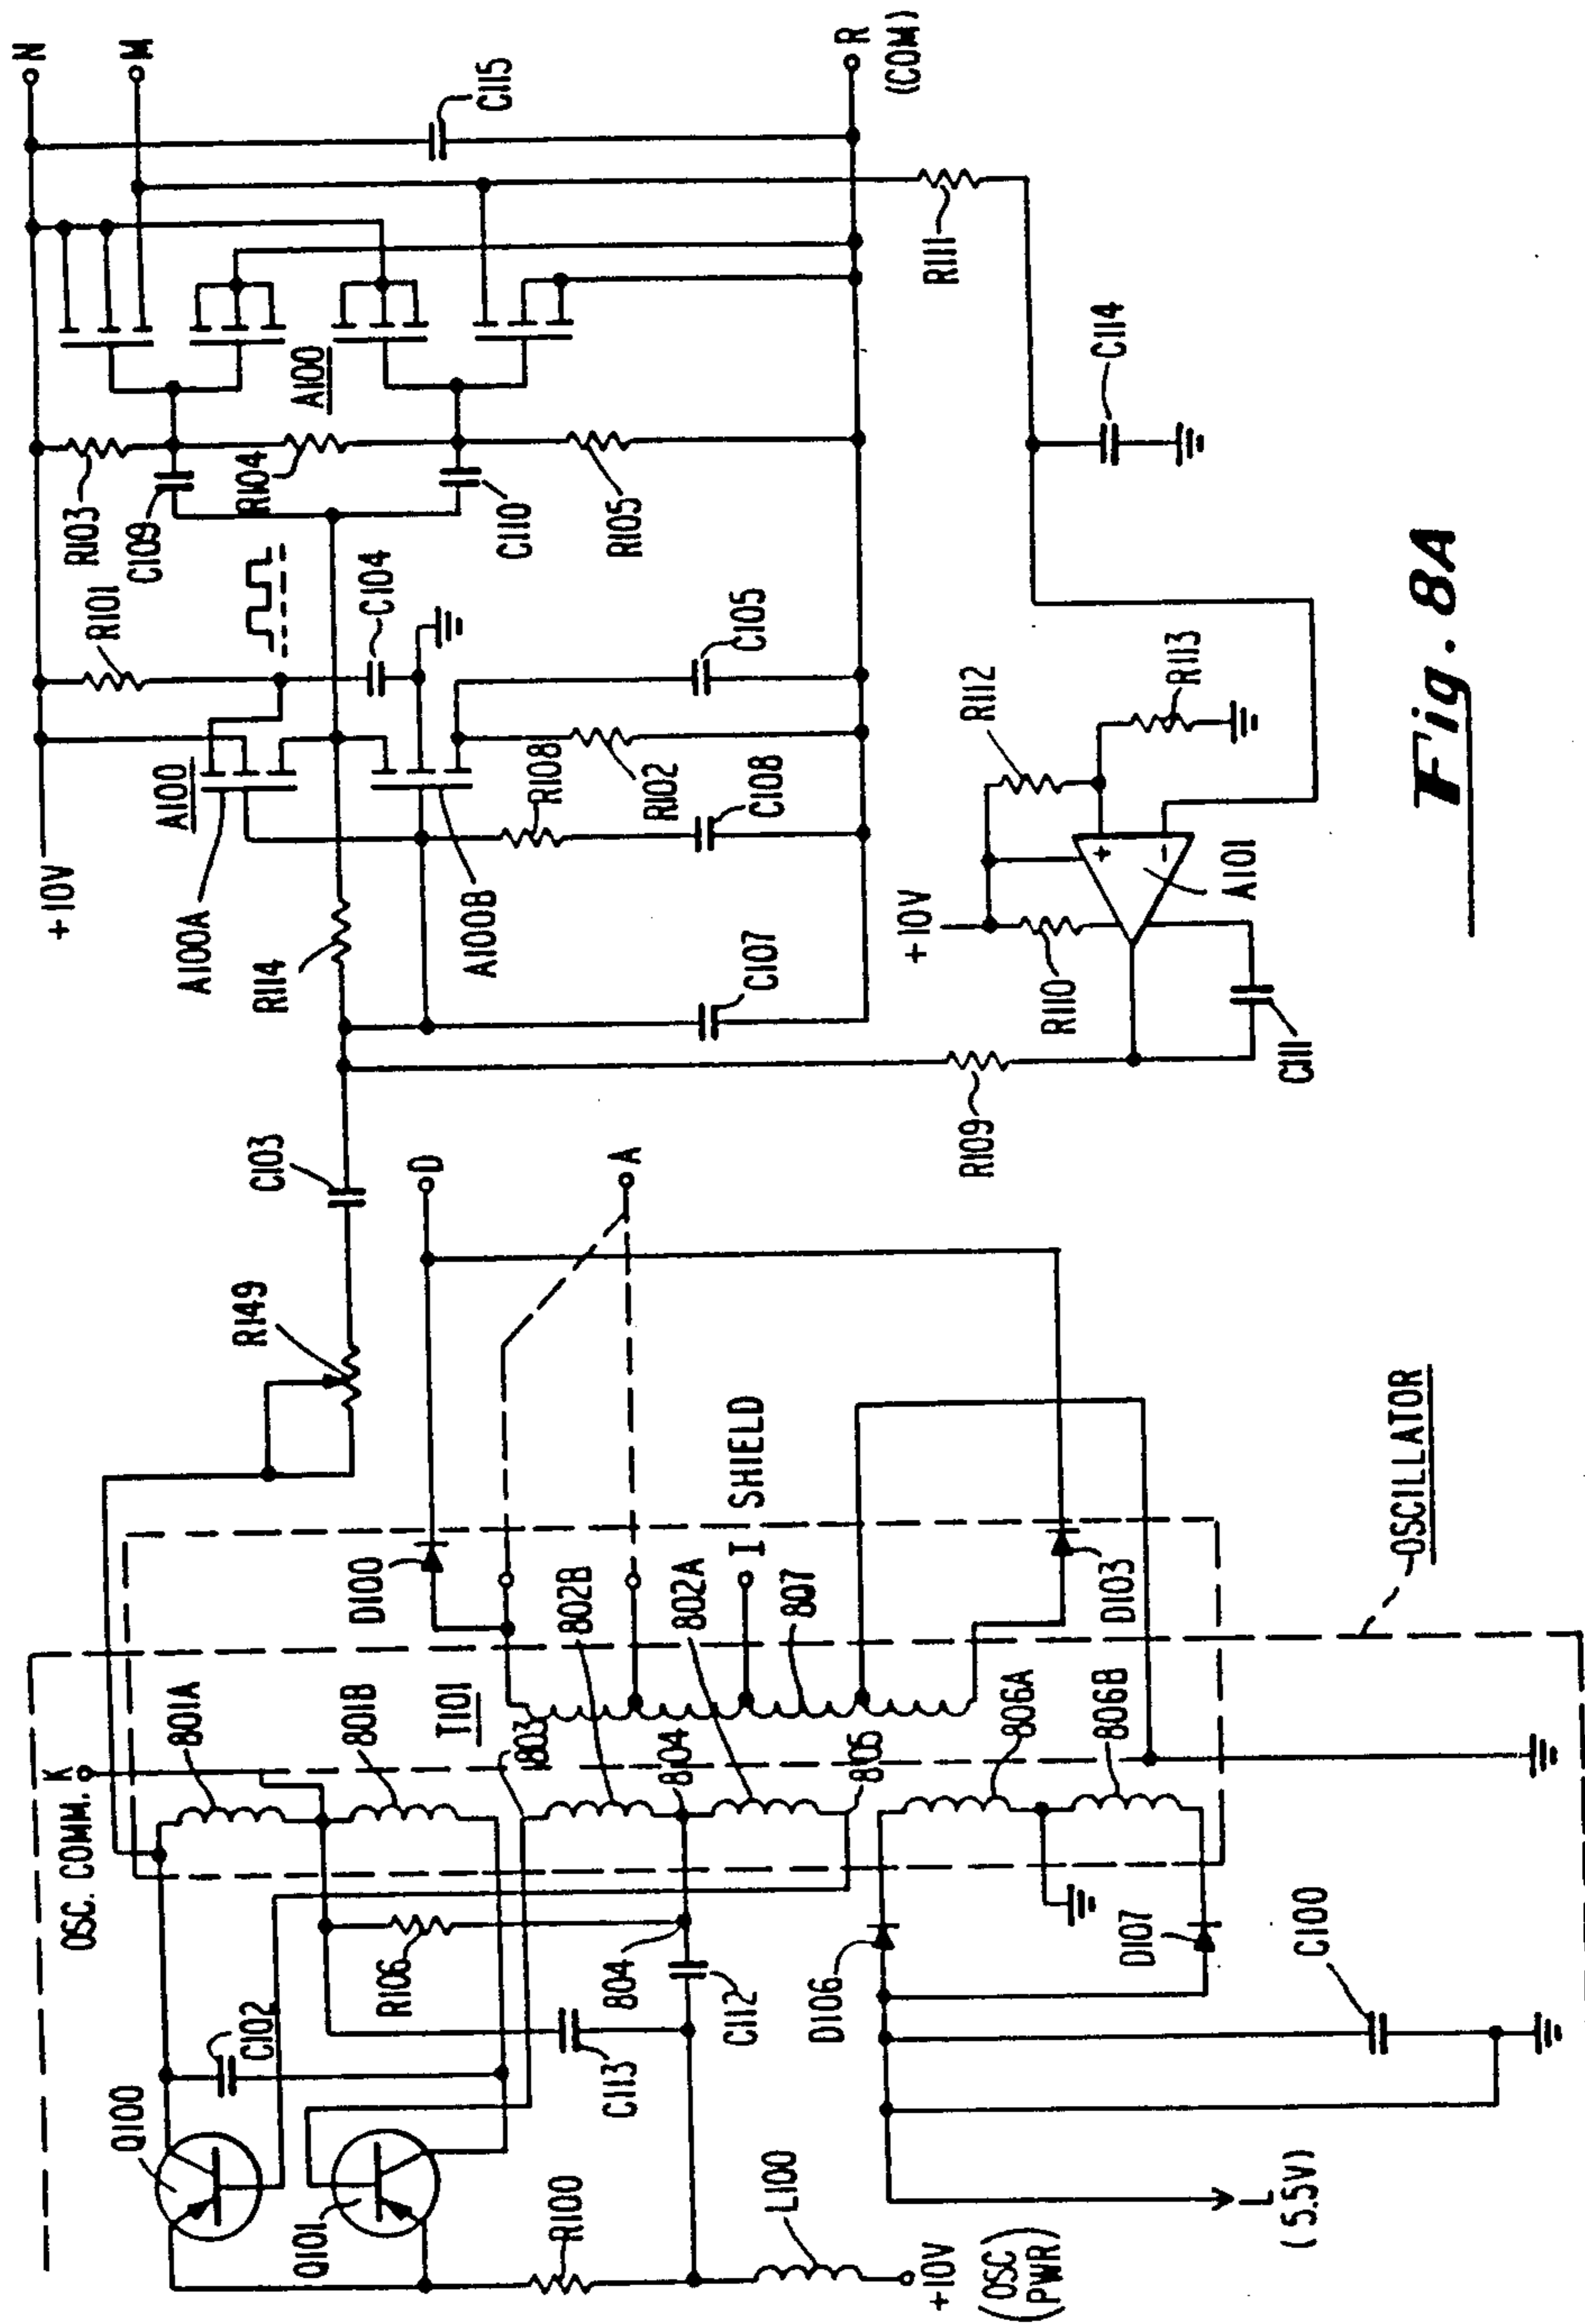 N
M
C115
R
(COM)
R111
C114
A100
R103
C109
R104
C110
R105
R101
C104
C105
+10V
A100
A100A
R114
A100B
R108
R102
C108
C107
R112
R113
+10V
R110
A101
C111
R109
C103
R149
D
A
I SHIELD
D100
802B
802A
807
D103
OSCILLATOR
K
OSC. COMM.
801A
801B
T101
803
804
805
806A
806B
R106
804
C112
C113
C102
D106
D107
C100
Q100
Q101
R100
L100
+10V
(OSC PWR)
L
(5.5V)
Fig. 8A